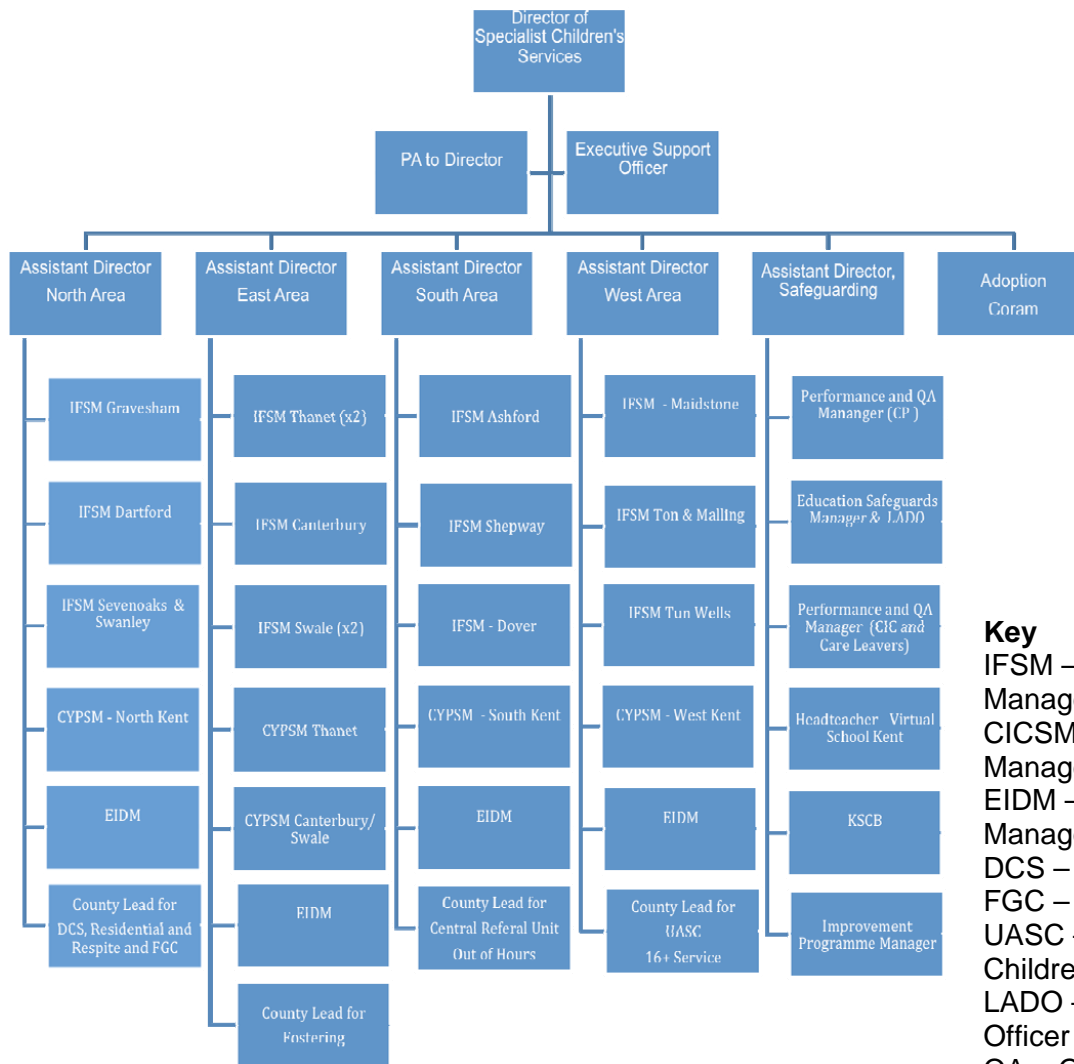 Director of
Specialist Children's
Services
PA to Director
Executive Support
Officer
Assistant Director
North Area
Assistant Director
East Area
Assistant Director
South Area
Assistant Director
West Area
Assistant Director,
Safeguarding
Adoption
Coram
IFSM Gravesham
IFSM Dartford
IFSM Sevenoaks &
Swanley
CYPSM - North Kent
EIDM
County Lead for
DCS, Residential and
Respite and FGC
IFSM Thanet (x2)
IFSM Canterbury
IFSM Swale (x2)
CYPSM Thanet
CYPSM Canterbury/
Swale
EIDM
County Lead for
Fostering
IFSM Ashford
IFSM Shepway
IFSM - Dover
CYPSM - South Kent
EIDM
County Lead for
Central Referal Unit
Out of Hours
IFSM - Maidstone
IFSM Ton & Malling
IFSM Tun Wells
CYPSM - West Kent
EIDM
County Lead for
UASC
16+ Service
Performance and QA
Mananger (CP )
Education Safeguards
Manager & LADO
Performance and QA
Manager (CIC and
Care Leavers)
Headteacher Virtual
School Kent
KSCB
Improvement
Programme Manager
Key
IFSM –
Manage
CICSM
Manage
EIDM –
Manage
DCS –
FGC –
UASC -
Childre
LADO -
Officer